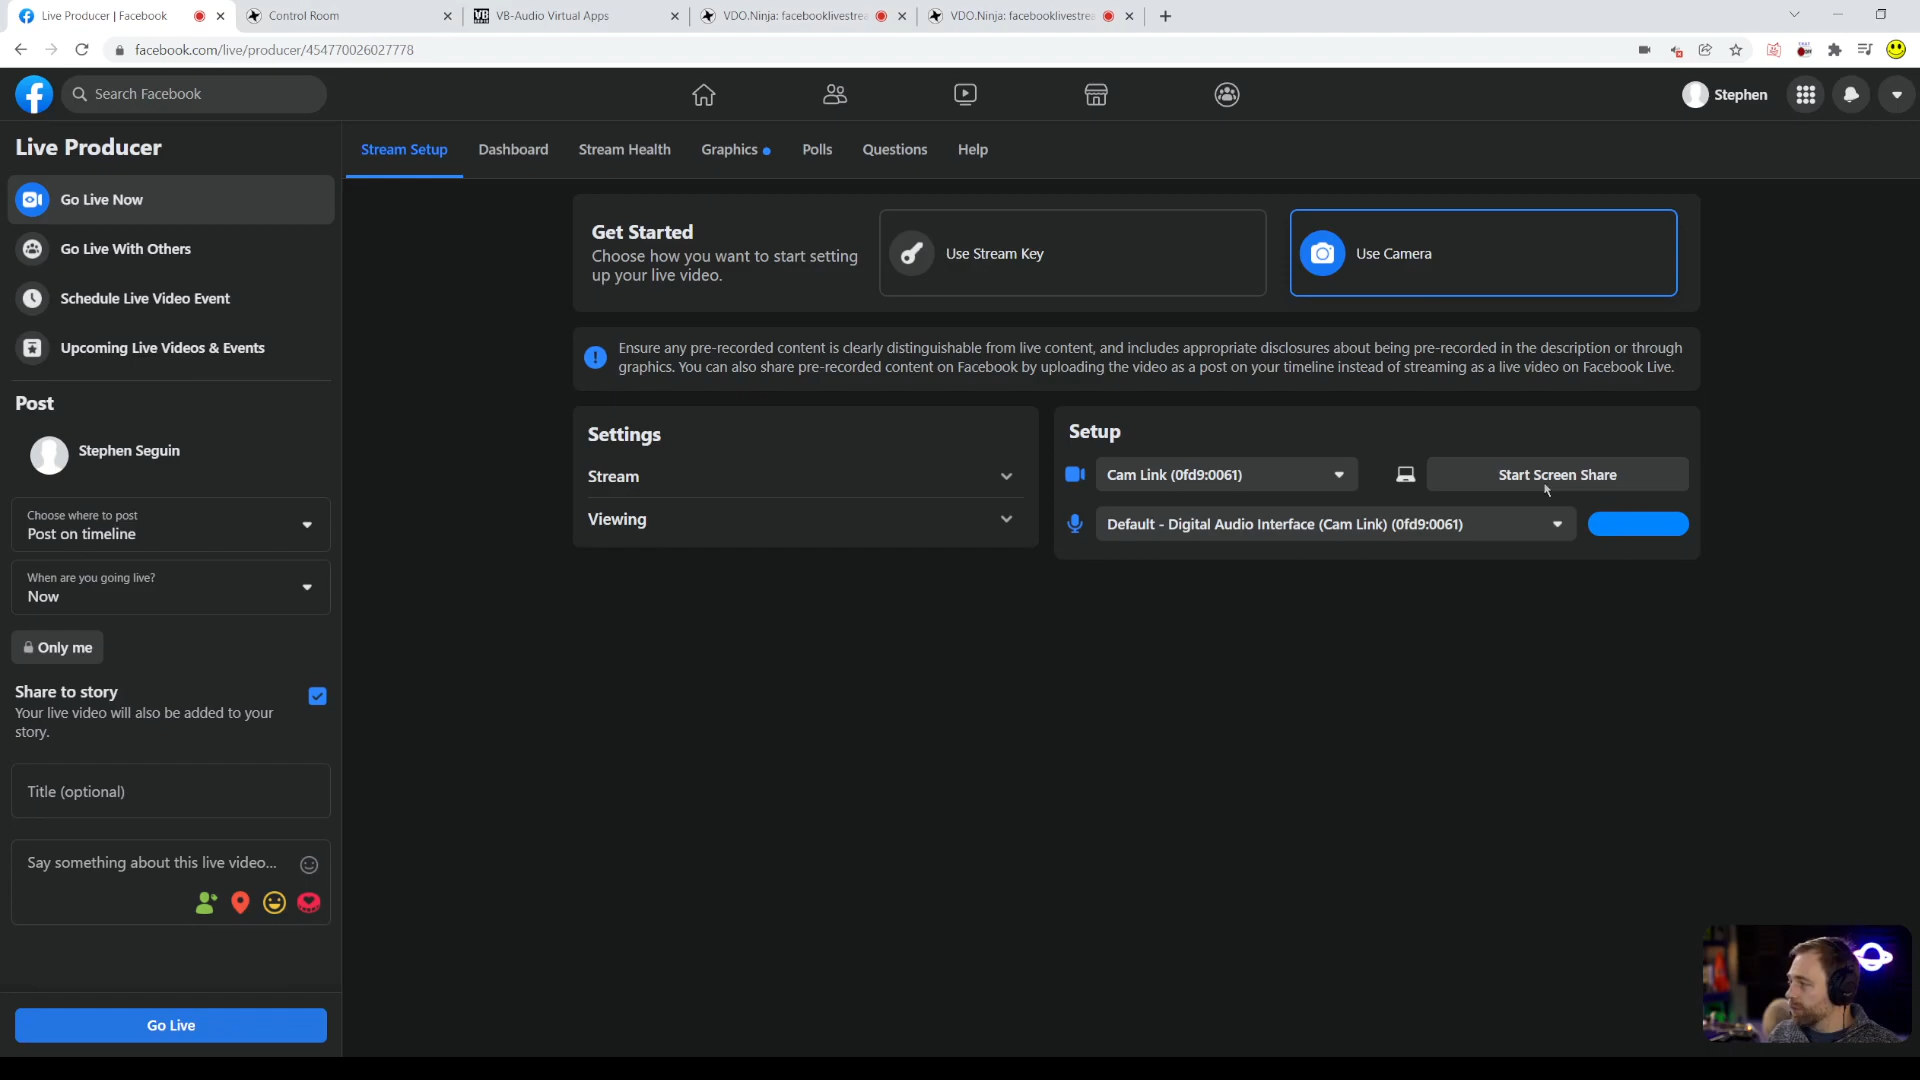 Live Producer | Facebook
Control Room
VB-Audio Virtual Apps
VDO.Ninja: facebooklivestrea
VDO.Ninja: facebooklivestrea
facebook.com/live/producer/454770026027778
Search Facebook
Stephen
Live Producer
Go Live Now
Go Live With Others
Schedule Live Video Event
Upcoming Live Videos & Events
Post
Stephen Seguin
Choose where to post
Post on timeline
When are you going live?
Now
Only me
Share to story
Your live video will also be added to your
story.
Title (optional)
Say something about this live video...
Go Live
Stream Setup
Dashboard
Stream Health
Graphics
Polls
Questions
Help
Get Started
Choose how you want to start setting
up your live video.
Use Stream Key
Use Camera
Ensure any pre-recorded content is clearly distinguishable from live content, and includes appropriate disclosures about being pre-recorded in the description or through
graphics. You can also share pre-recorded content on Facebook by uploading the video as a post on your timeline instead of streaming as a live video on Facebook Live.
Settings
Stream
Viewing
Setup
Cam Link (0fd9:0061)
Start Screen Share
Default - Digital Audio Interface (Cam Link) (0fd9:0061)